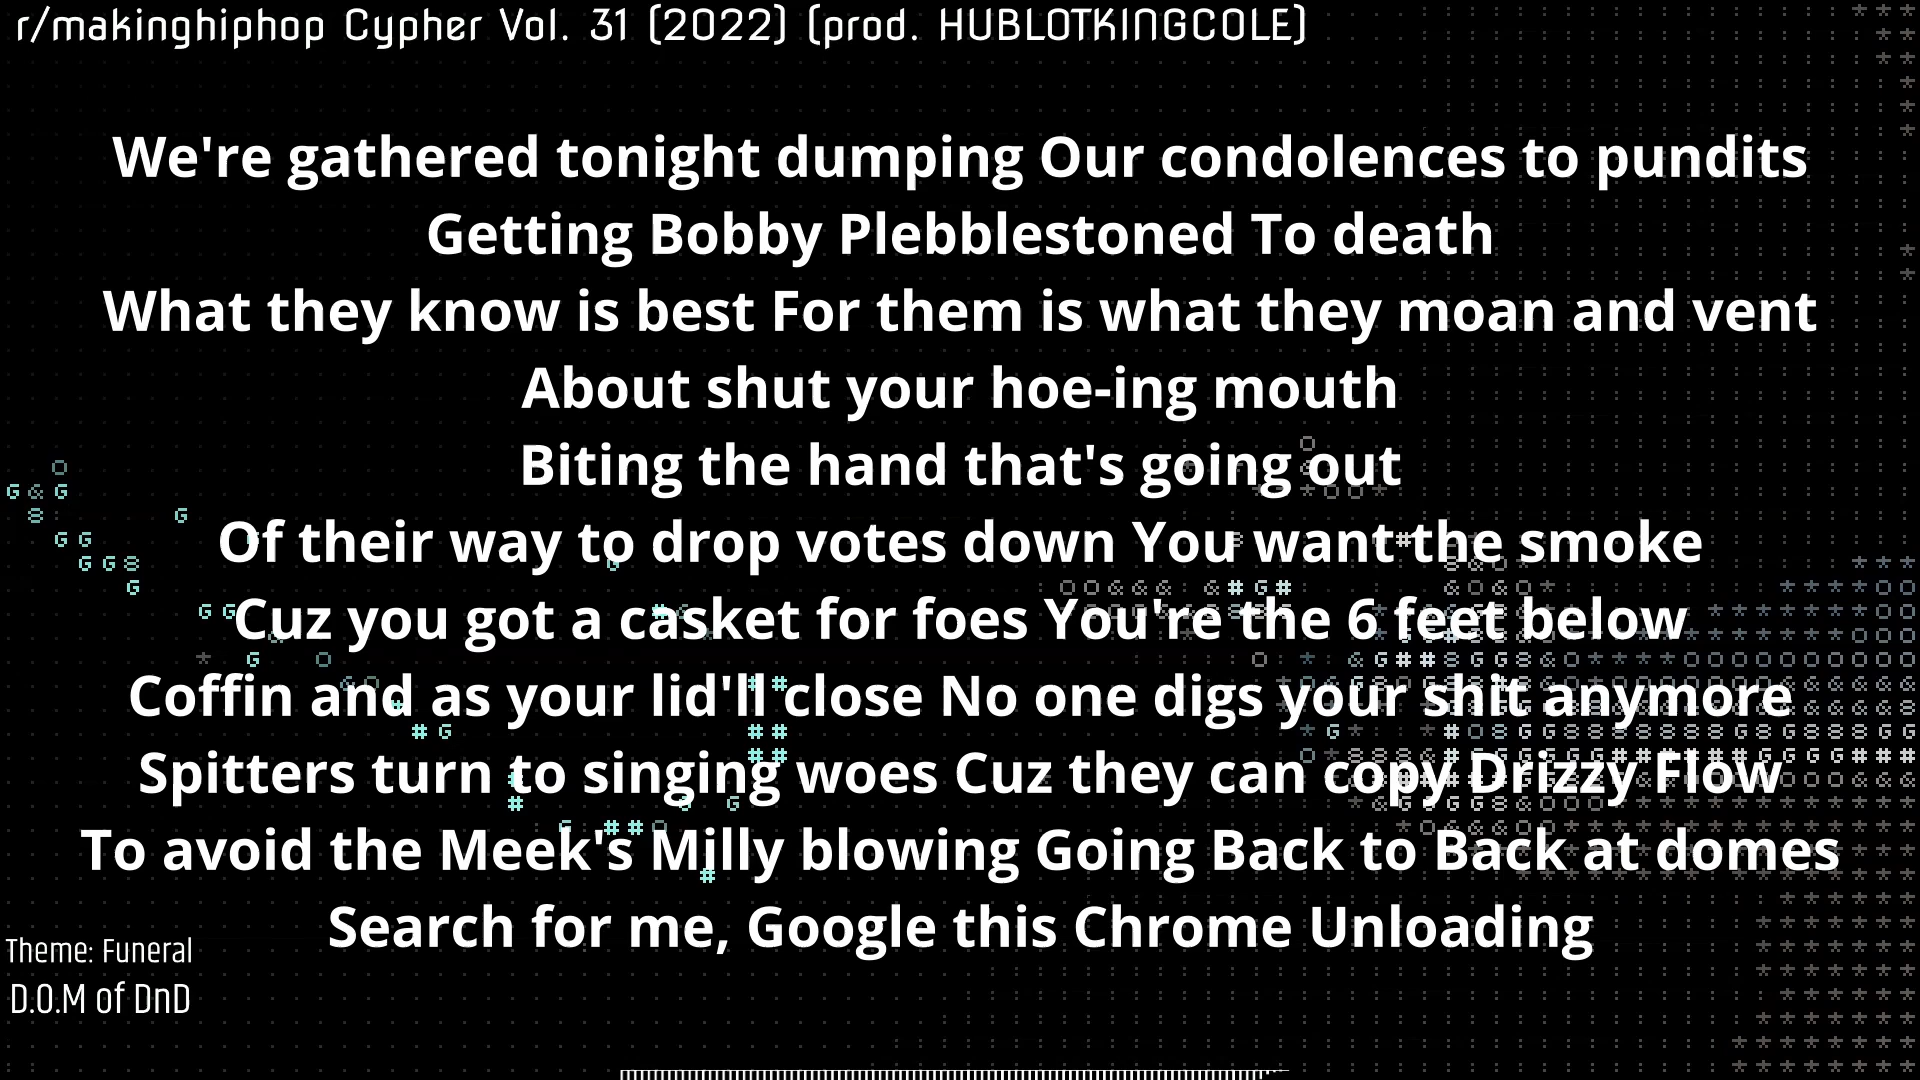 r/makinghiphop Cypher Vol. 31 (2022) (prod. HUBLOTKINGCOLE)
We're gathered tonight dumping Our condolences to pundits
Getting Bobby Plebblestoned To death
What they know is best For them is what they moan and vent
About shut your hoe-ing mouth
Biting the hand that's going out
Of their way to drop votes down You want the smoke
Cuz you got a casket for foes You're the 6 feet below
Coffin and as your lid'll close No one digs your shit anymore
Spitters turn to singing woes Cuz they can copy Drizzy Flow
To avoid the Meek's Milly blowing Going Back to Back at domes
Search for me, Google this Chrome Unloading
Theme: Funeral
D.O.M of DnD